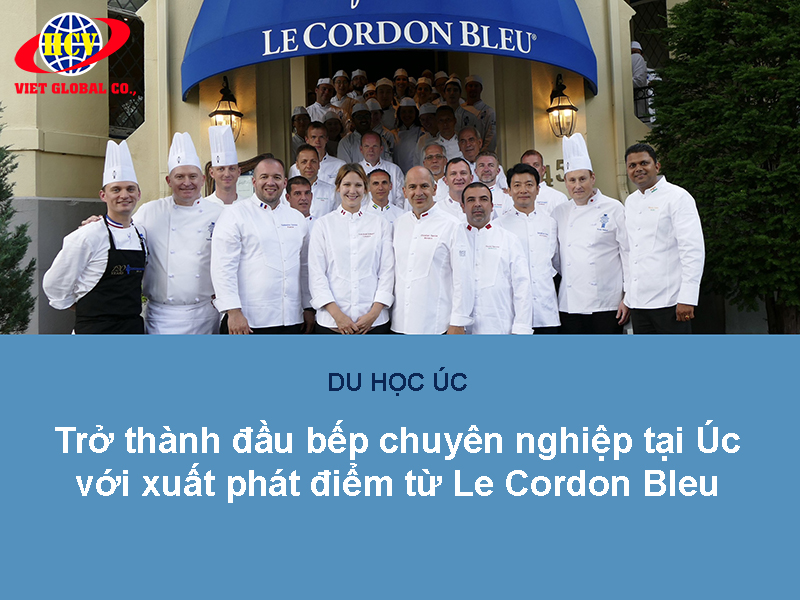 HCV
VIET GLOBAL CO.,
LE CORDON BLEU®
45
DU HỌC ÚC
Trở thành đầu bếp chuyên nghiệp tại Úc
với xuất phát điểm từ Le Cordon Bleu